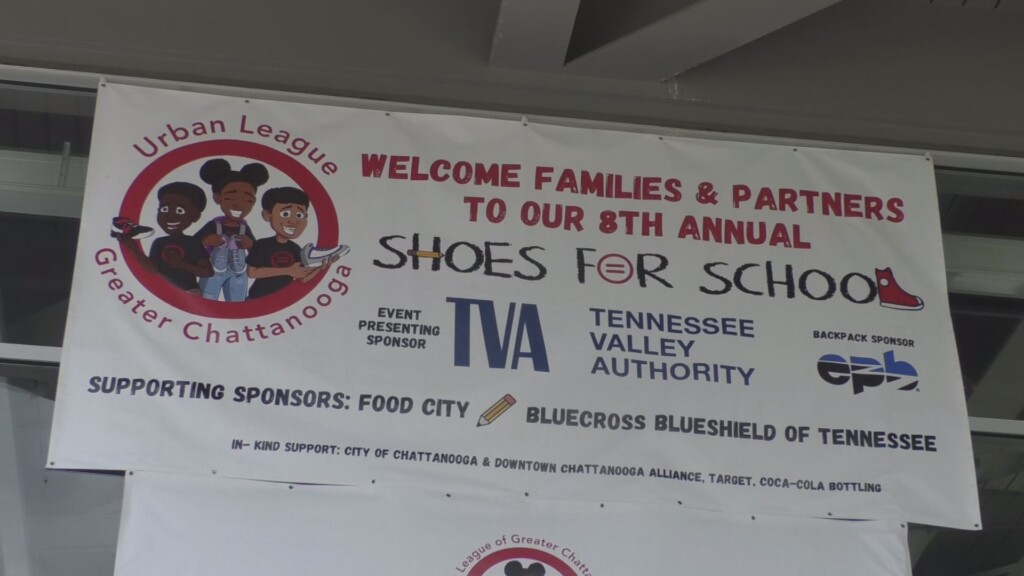 Urban League
Greater Chattanooga
WELCOME FAMILIES & PARTNERS
TO OUR 8TH ANNUAL
SHOES FOR SCHOOL
EVENT
PRESENTING
SPONSOR
TVA
TENNESSEE
VALLEY
AUTHORITY
BACKPACK SPONSOR
epb
SUPPORTING SPONSORS: FOOD CITY
BLUECROSS BLUESHIELD OF TENNESSEE
IN- KIND SUPPORT: CITY OF CHATTANOOGA & DOWNTOWN CHATTANOOGA ALLIANCE, TARGET, COCA-COLA BOTTLING
League of Greater Chatta